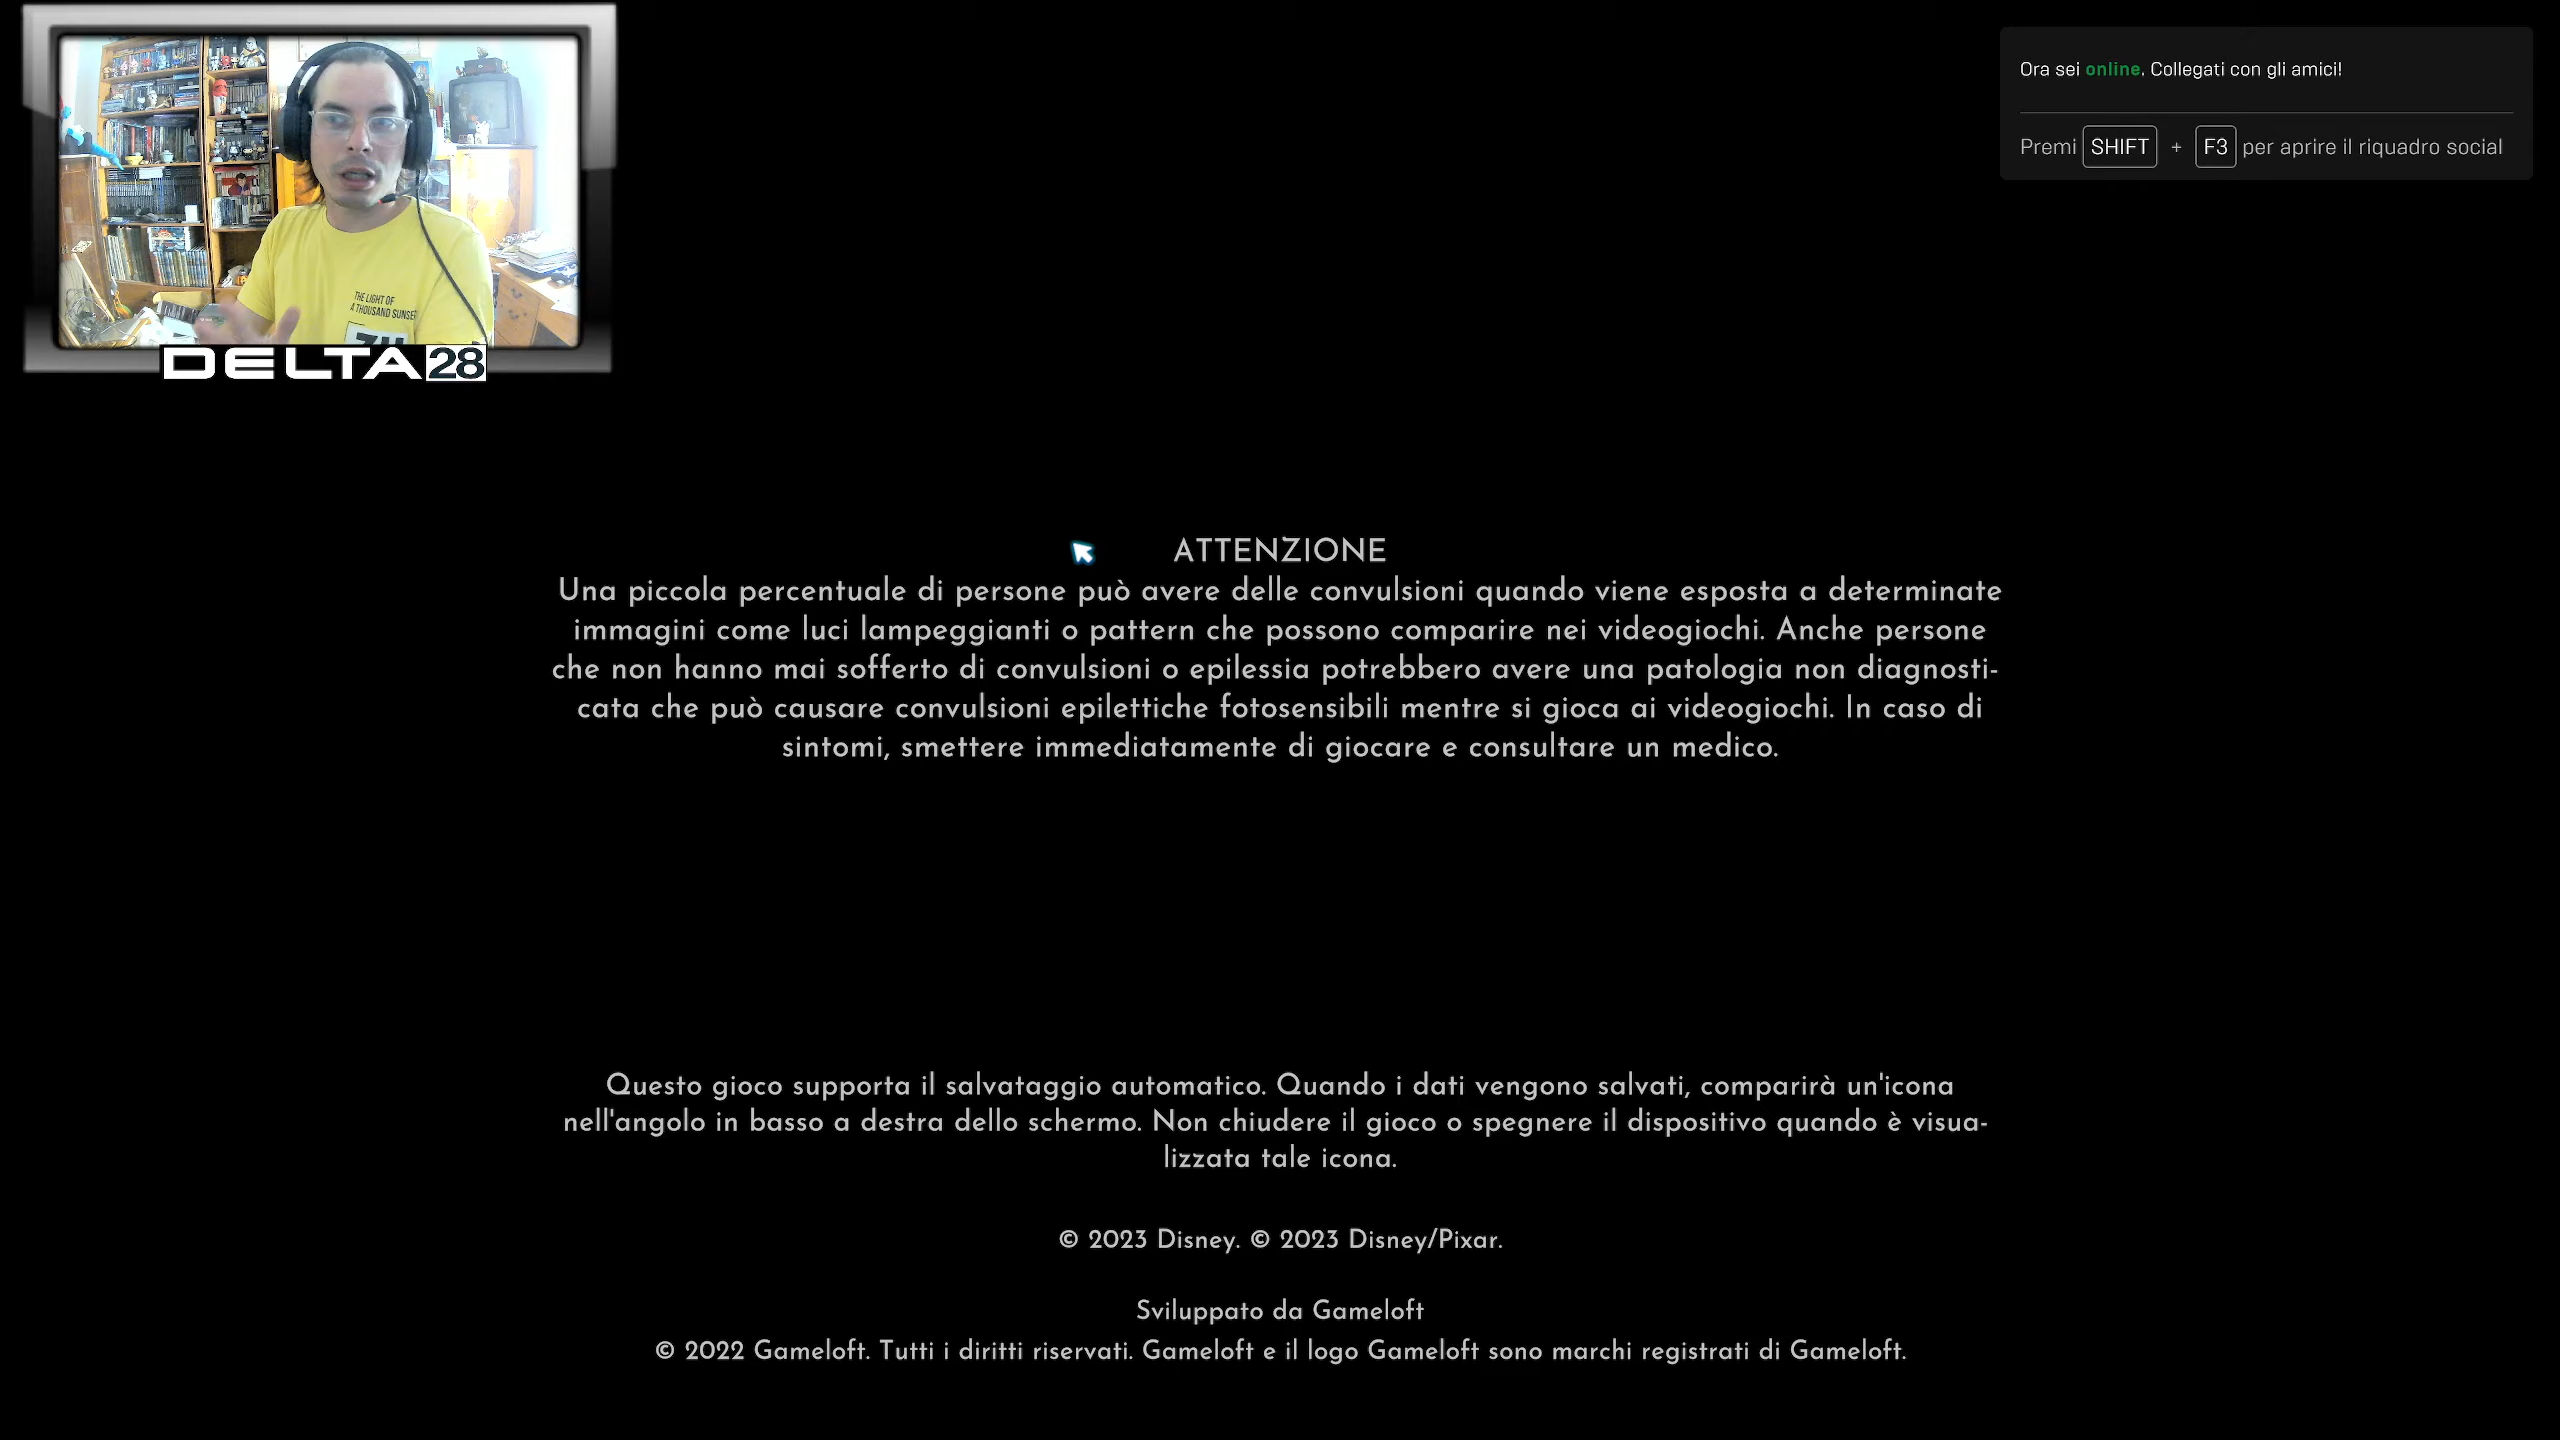 THE LIGHT OF
A THOUSAND SUNSET
DELTA28
Ora sei online. Collegati con gli amici!
Premi SHIFT + F3 per aprire il riquadro social
ATTENZIONE
Una piccola percentuale di persone può avere delle convulsioni quando viene esposta a determinate
immagini come luci lampeggianti o pattern che possono comparire nei videogiochi. Anche persone
che non hanno mai sofferto di convulsioni o epilessia potrebbero avere una patologia non diagnosti-
cata che può causare convulsioni epilettiche fotosensibili mentre si gioca ai videogiochi. In caso di
sintomi, smettere immediatamente di giocare e consultare un medico.
Questo gioco supporta il salvataggio automatico. Quando i dati vengono salvati, comparirà un'icona
nell'angolo in basso a destra dello schermo. Non chiudere il gioco o spegnere il dispositivo quando è visua-
lizzata tale icona.
© 2023 Disney. © 2023 Disney/Pixar.
Sviluppato da Gameloft
© 2022 Gameloft. Tutti i diritti riservati. Gameloft e il logo Gameloft sono marchi registrati di Gameloft.